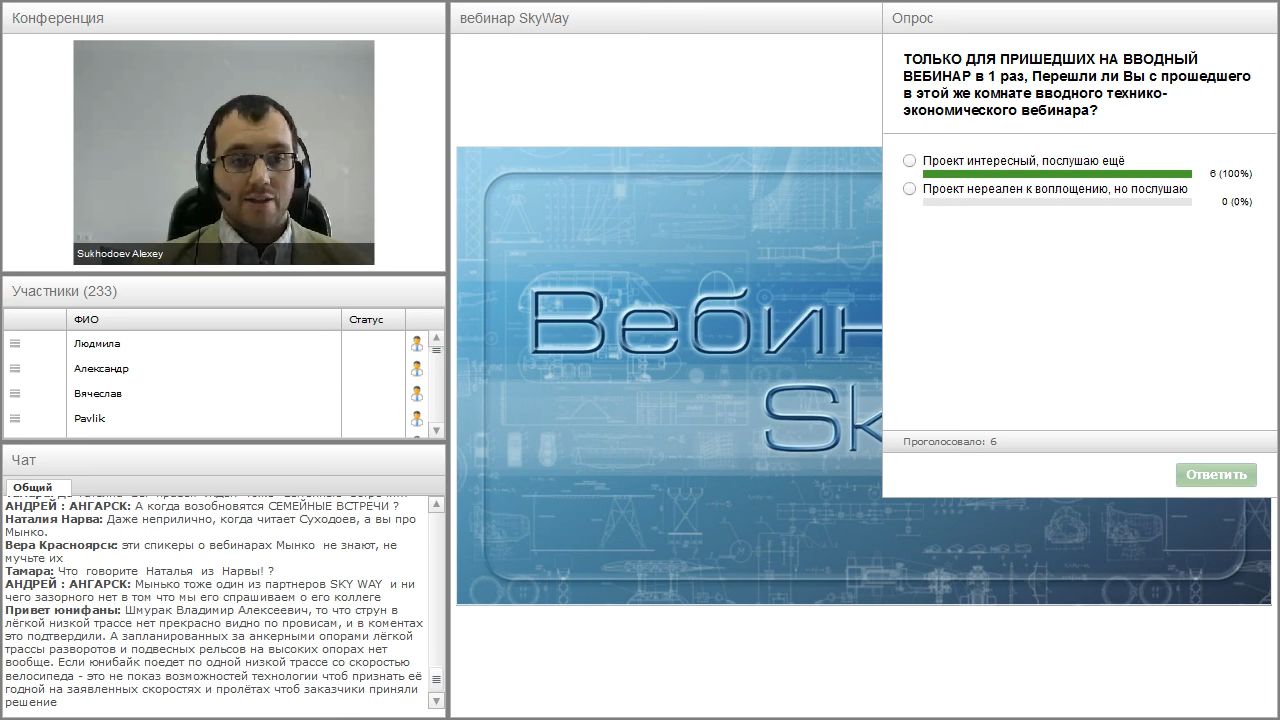 Конференция
Sukhodoev Alexey
Участники (233)
ФИО
Статус
Людмила
Александр
Вячеслав
Pavlik
Чат
Общий
АНДРЕЙ : АНГАРСК: А когда возобновятся СЕМЕЙНЫЕ ВСТРЕЧИ ?
Наталия Нарва: Даже неприлично, когда читает Суходоев, а вы про
Мынко.
Вера Красноярск: эти спикеры о вебинарах Мынко не знают, не
мучьте их
Тамара: Что говорите Наталья из Нарвы! ?
АНДРЕЙ : АНГАРСК: Мынько тоже один из партнеров SKY WAY и ни
чего зазорного нет в том что мы его спрашиваем о его коллеге
Привет юнифаны: Шмурак Владимир Алексеевич, то что струн в
лёгкой низкой трассе нет прекрасно видно по провисам, и в коментах
это подтвердили. А запланированных за анкерными опорами лёгкой
трассы разворотов и подвесных рельсов на высоких опорах нет
вообще. Если юнибайк поедет по одной низкой трассе со скоростью
велосипеда - это не показ возможностей технологии чтоб признать её
годной на заявленных скоростях и пролётах чтоб заказчики приняли
решение
вебинар SkyWay
Вебин
Sk
Опрос
ТОЛЬКО ДЛЯ ПРИШЕДШИХ НА ВВОДНЫЙ
ВЕБИНАР в 1 раз, Перешли ли Вы с прошедшего
в этой же комнате вводного технико-
экономического вебинара?
Проект интересный, послушаю ещё
6 (100%)
Проект нереален к воплощению, но послушаю
0 (0%)
Проголосовало: 6
Ответить